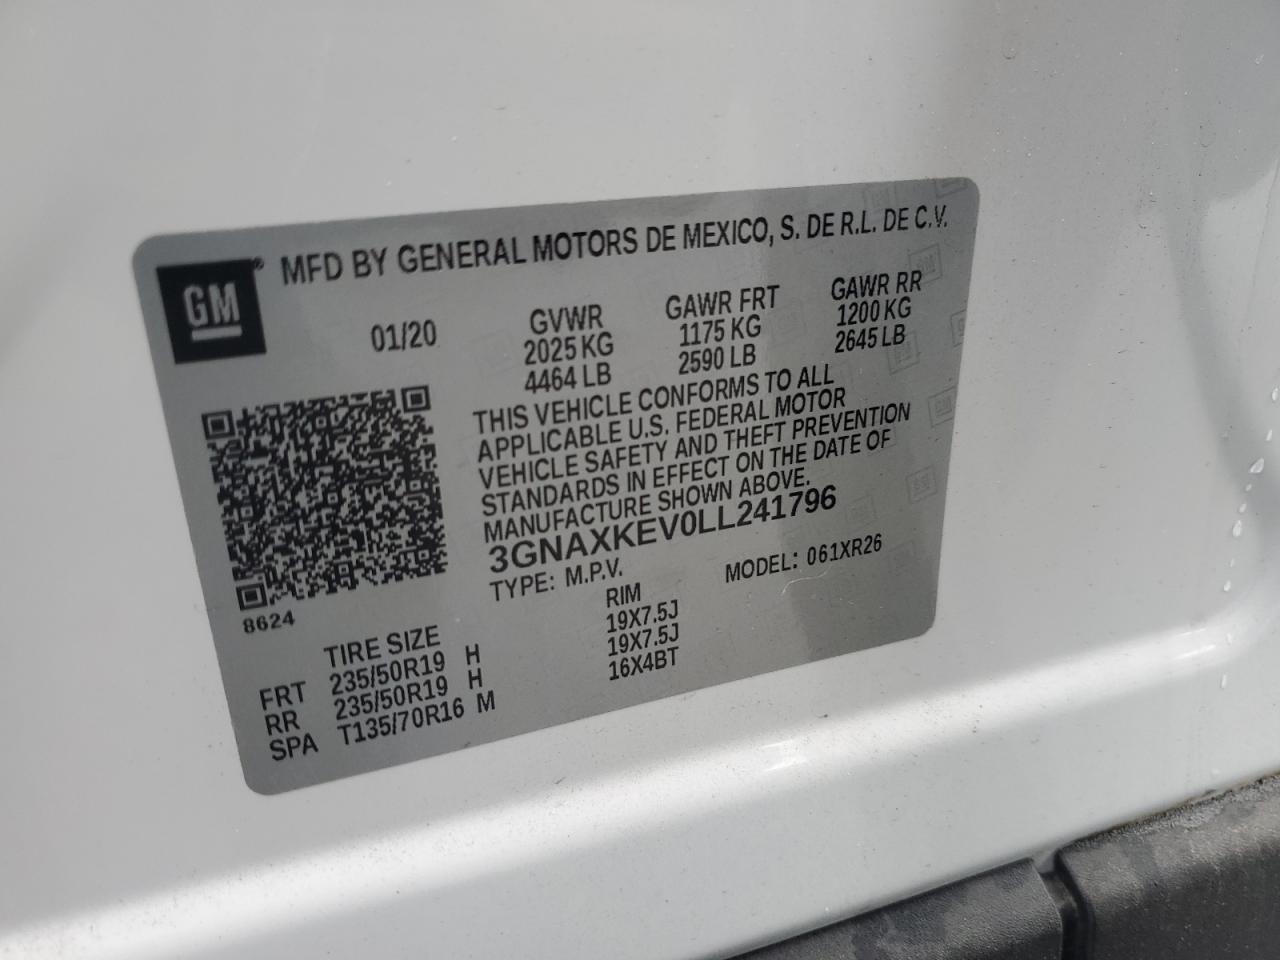 GM® MFD BY GENERAL MOTORS DE MEXICO, S. DE R.L. DE C.V.
01/20
GVWR
2025 KG
4464 LB
GAWR FRT
1175 KG
2590 LB
GAWR RR
1200 KG
2645 LB
THIS VEHICLE CONFORMS TO ALL
APPLICABLE U.S. FEDERAL MOTOR
VEHICLE SAFETY AND THEFT PREVENTION
STANDARDS IN EFFECT ON THE DATE OF
MANUFACTURE SHOWN ABOVE.
3GNAXKEV0LL241796
TYPE: M.P.V. MODEL: 061XR26
8624
TIRE SIZE RIM
FRT 235/50R19 H 19X7.5J
RR 235/50R19 H 19X7.5J
SPA T135/70R16 M 16X4BT